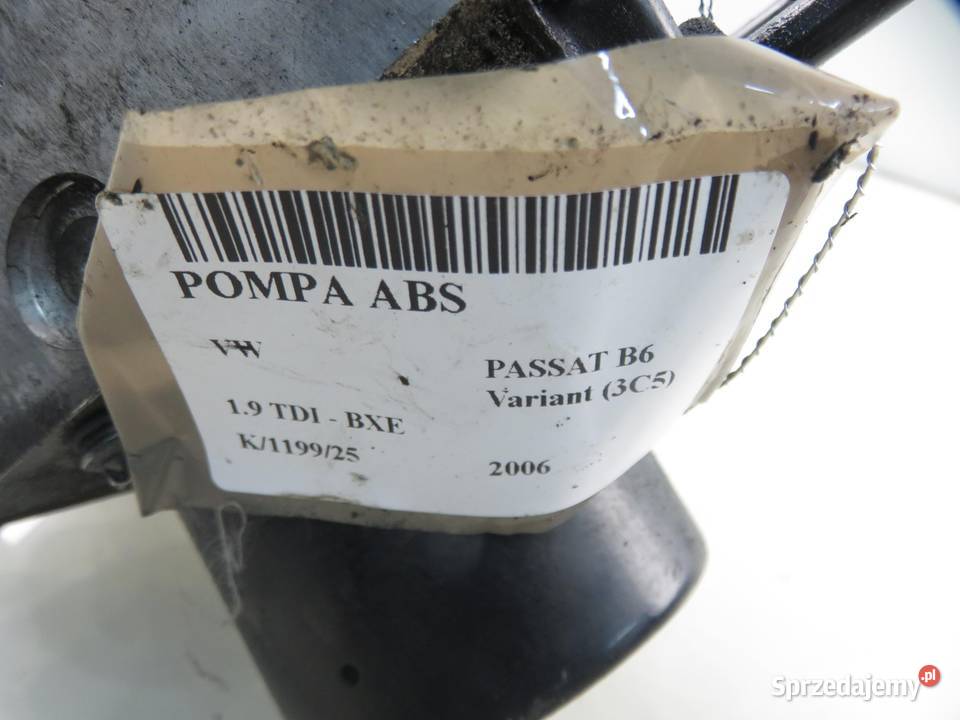 POMPA ABS
VW
PASSAT B6
Variant (3C5)
1.9 TDI - BXE
K/1199/25
2006
Sprzedajemy.pl